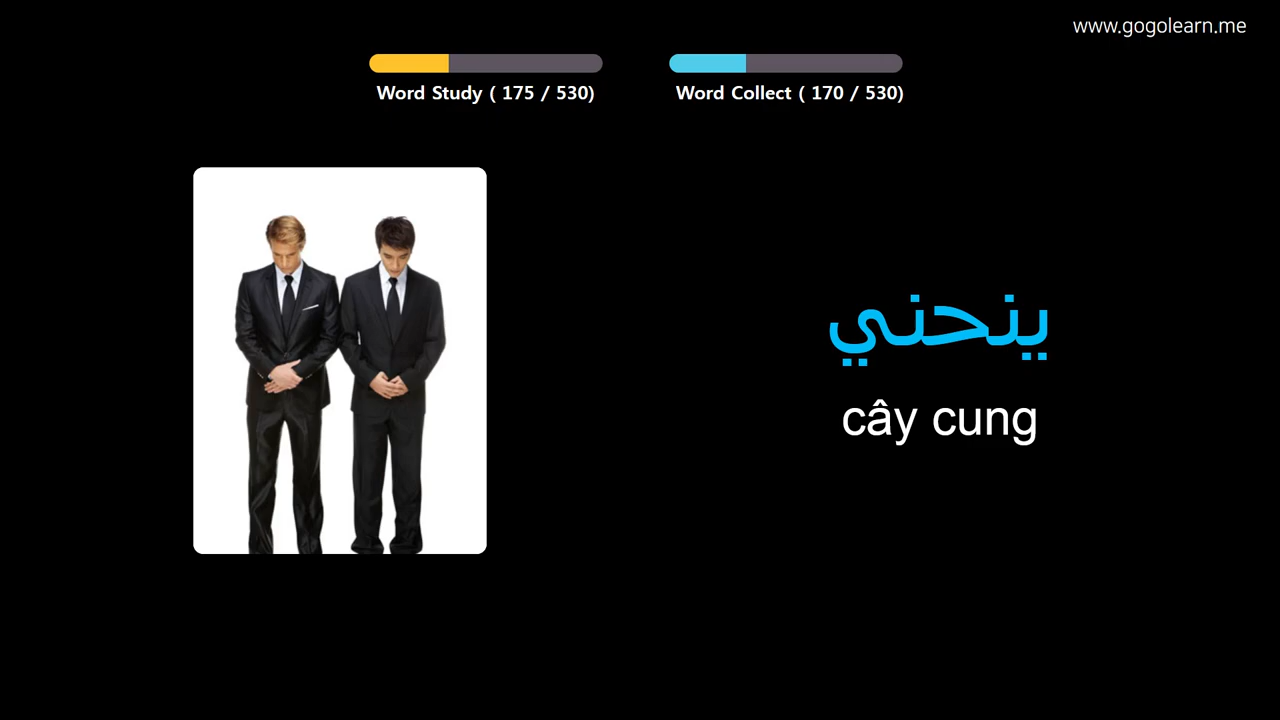 www.gogolearn.me
Word Study ( 175 / 530)
Word Collect ( 170 / 530)
ينحني
cây cung